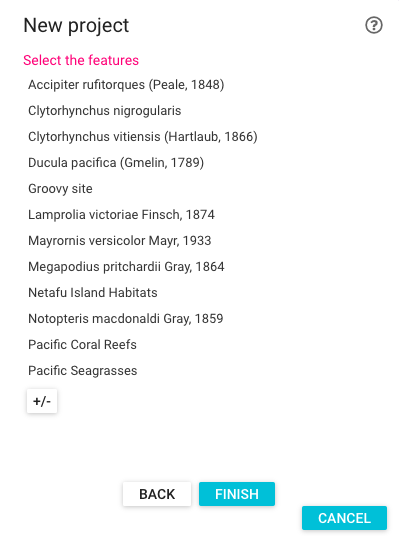 New project
Select the features
Accipiter rufitorques (Peale, 1848)
Clytorhynchus nigrogularis
Clytorhynchus vitiensis (Hartlaub, 1866)
Ducula pacifica (Gmelin, 1789)
Groovy site
Lamprolia victoriae Finsch, 1874
Mayrornis versicolor Mayr, 1933
Megapodius pritchardii Gray, 1864
Netafu Island Habitats
Notopteris macdonaldi Gray, 1859
Pacific Coral Reefs
Pacific Seagrasses
+/-
BACK FINISH
CANCEL